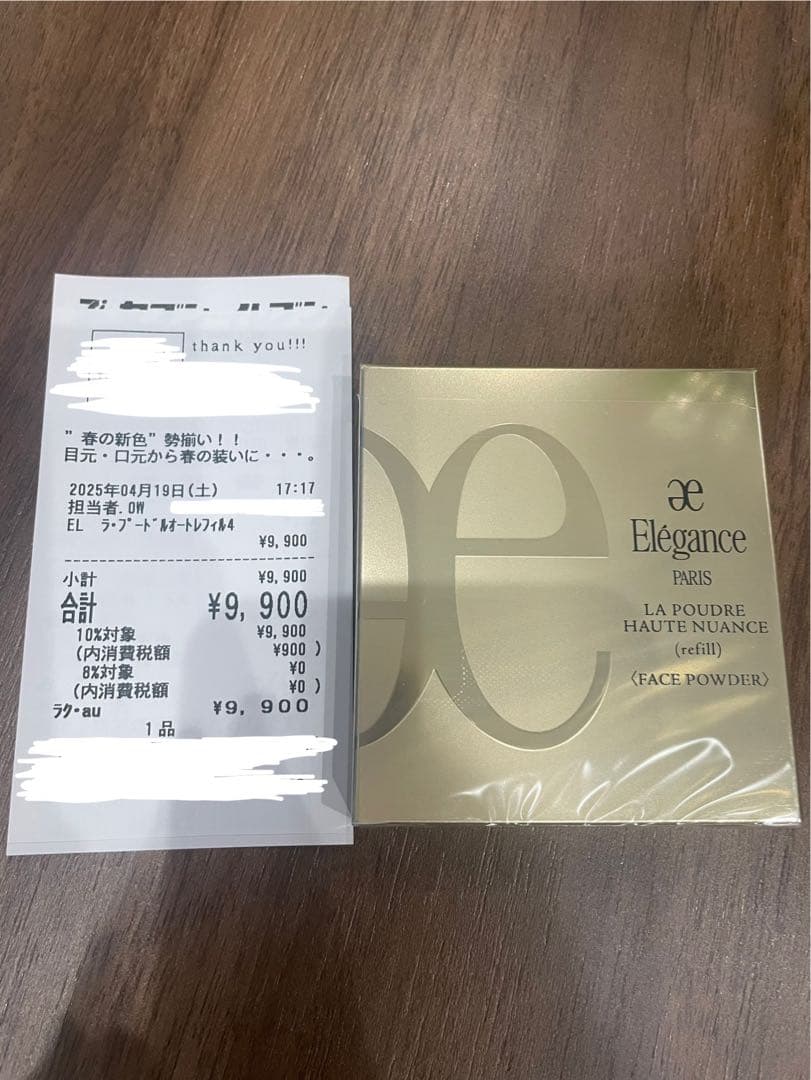 thank you!!!
”春の新色”勢揃い！！
目元・口元から春の装いに・・・。
2025年04月19日(土) 17:17
担当者.OW
EL ラ・プードルオートレフィル4
¥9,900
小計 ¥9,900
合計 ¥9,900
10%対象 ¥9,900
(内消費税額 ¥900 )
8%対象 ¥0
(内消費税額 ¥0 )
ラク・au ¥9,900
1品
æ
æ
Elégance
PARIS
LA POUDRE
HAUTE NUANCE
(refill)
〈FACE POWDER〉